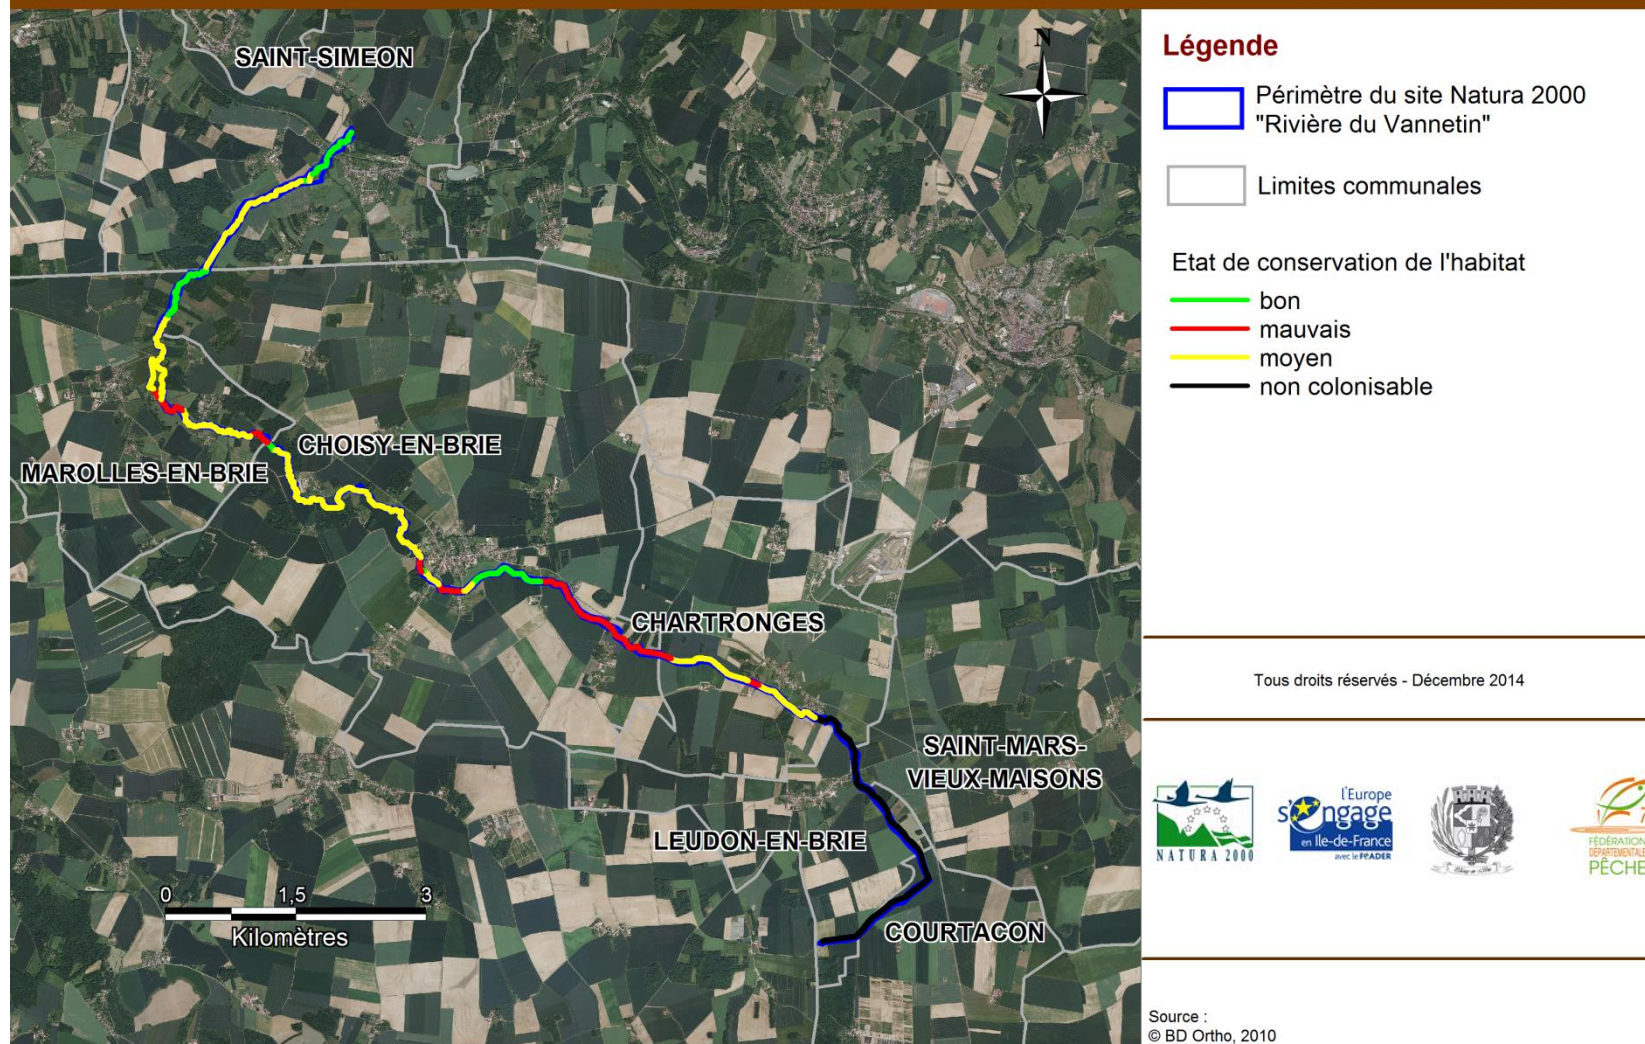 SAINT-SIMEON
N
CHOISY-EN-BRIE
MAROLLES-EN-BRIE
CHARTRONGES
SAINT-MARS-
VIEUX-MAISONS
LEUDON-EN-BRIE
COURTACON
0 1,5 3
Kilomètres
Légende
Périmètre du site Natura 2000
"Rivière du Vannetin"
Limites communales
Etat de conservation de l'habitat
bon
mauvais
moyen
non colonisable
Tous droits réservés - Décembre 2014
NATURA 2000
l'Europe
s'engage
en Ile-de-France
avec le FEADER
FÉDÉRATION
DÉPARTEMENTALE
PÊCHE
Source :
© BD Ortho, 2010